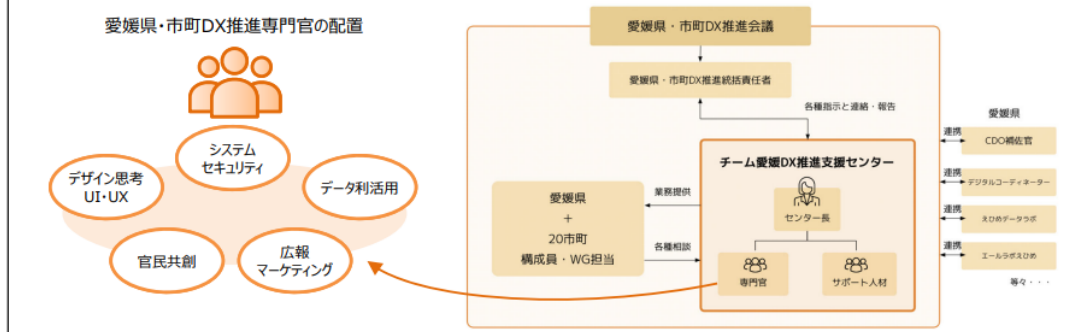 愛媛県・市町DX推進専門官の配置
システム
セキュリティ
デザイン思考
UI・UX
データ利活用
官民共創
広報
マーケティング
愛媛県・市町DX推進会議
愛媛県・市町DX推進統括責任者
各種指示と連絡・報告
チーム愛媛DX推進支援センター
センター長
専門官
サポート人材
愛媛県
+
20市町
構成員・WG担当
業務提供
各種相談
愛媛県
連携
CDO補佐官
連携
デジタルコーディネーター
連携
えひめデータラボ
連携
エールラボえひめ
等々・・・